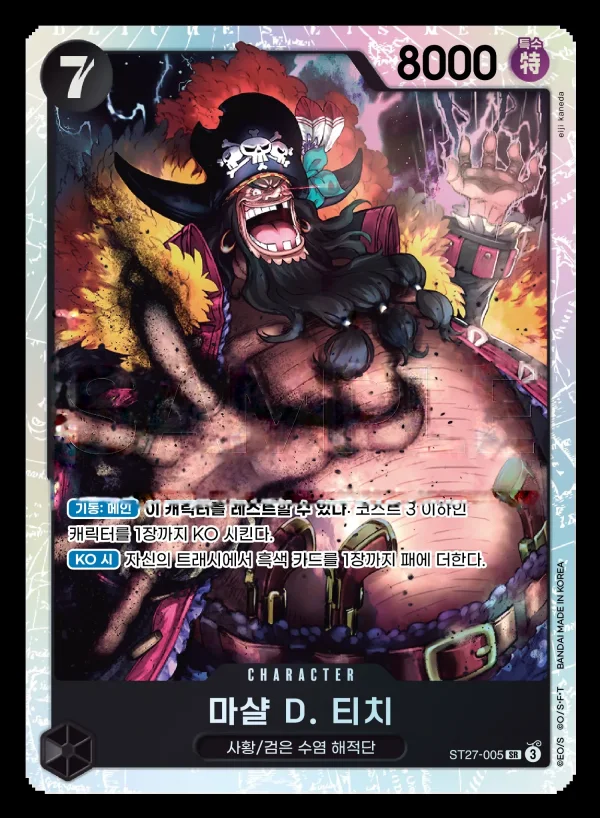 7
8000
특수
特
eiji kaneda
SAMPLE
기동: 메인 이 캐릭터를 레스트할 수 있다: 코스트 3 이하인
캐릭터를 1장까지 KO 시킨다.
KO 시 자신의 트래시에서 흑색 카드를 1장까지 패에 더한다.
CHARACTER
마샬 D. 티치
사황/검은 수염 해적단
ST27-005 SR 3
©EO/S ©O/S·F·T BANDAI MADE IN KOREA